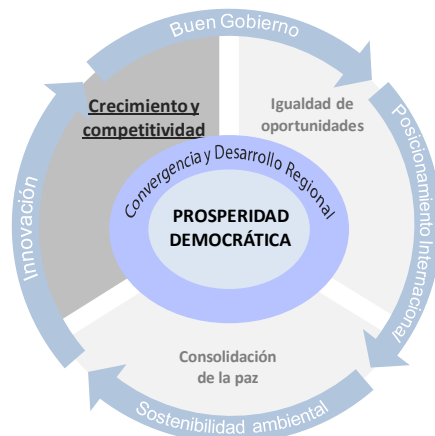 Buen Gobierno
Crecimiento y
competitividad
Igualdad de
oportunidades
Posicionamiento Internacional
Innovación
Convergencia y Desarrollo Regional
PROSPERIDAD
DEMOCRÁTICA
Consolidación
de la paz
Sostenibilidad ambiental